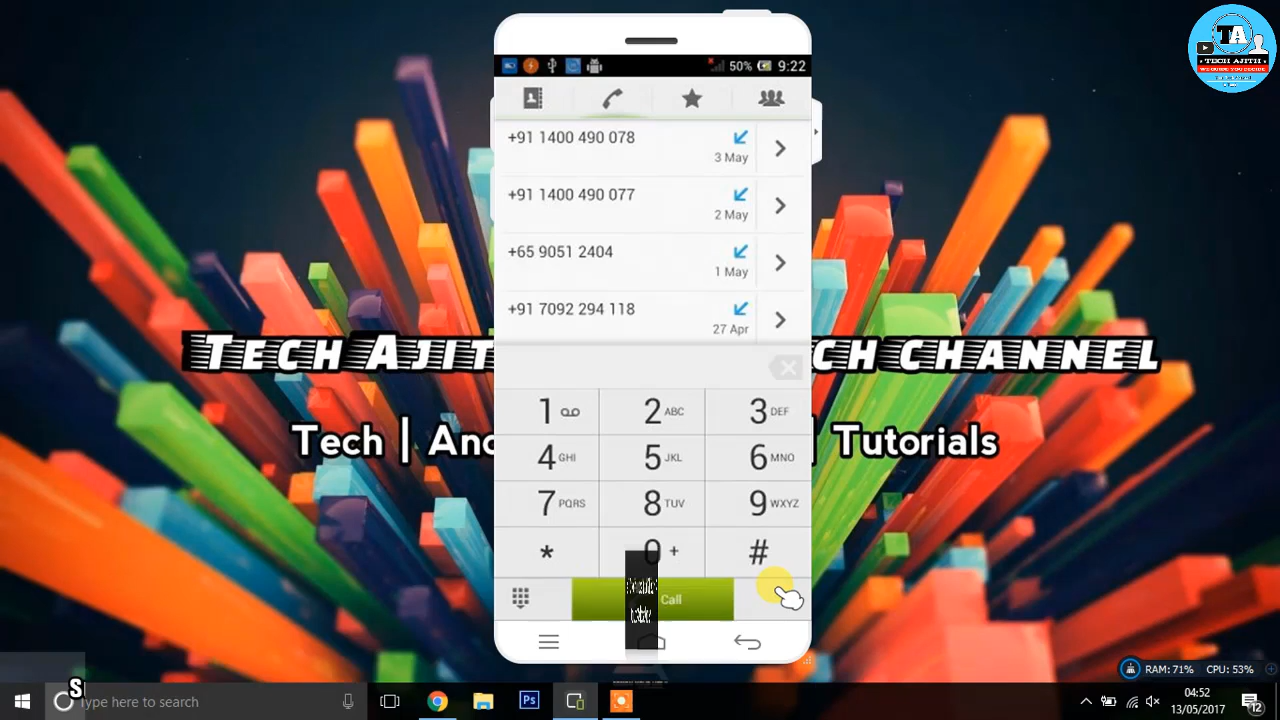 TA
TECH AJITH
50% 9:22
+91 1400 490 078
3 May
+91 1400 490 077
2 May
+65 9051 2404
1 May
+91 7092 294 118
27 Apr
TECH AJIT
CH CHANNEL
Tech | And
| Tutorials
1 2 ABC 3 DEF
4 GHI 5 JKL 6 MNO
7 PQRS 8 TUV 9 WXYZ
* 0 + #
Call
RAM: 71% CPU: 53%
S
Type here to search
Ps
04:52
13/05/2017
12